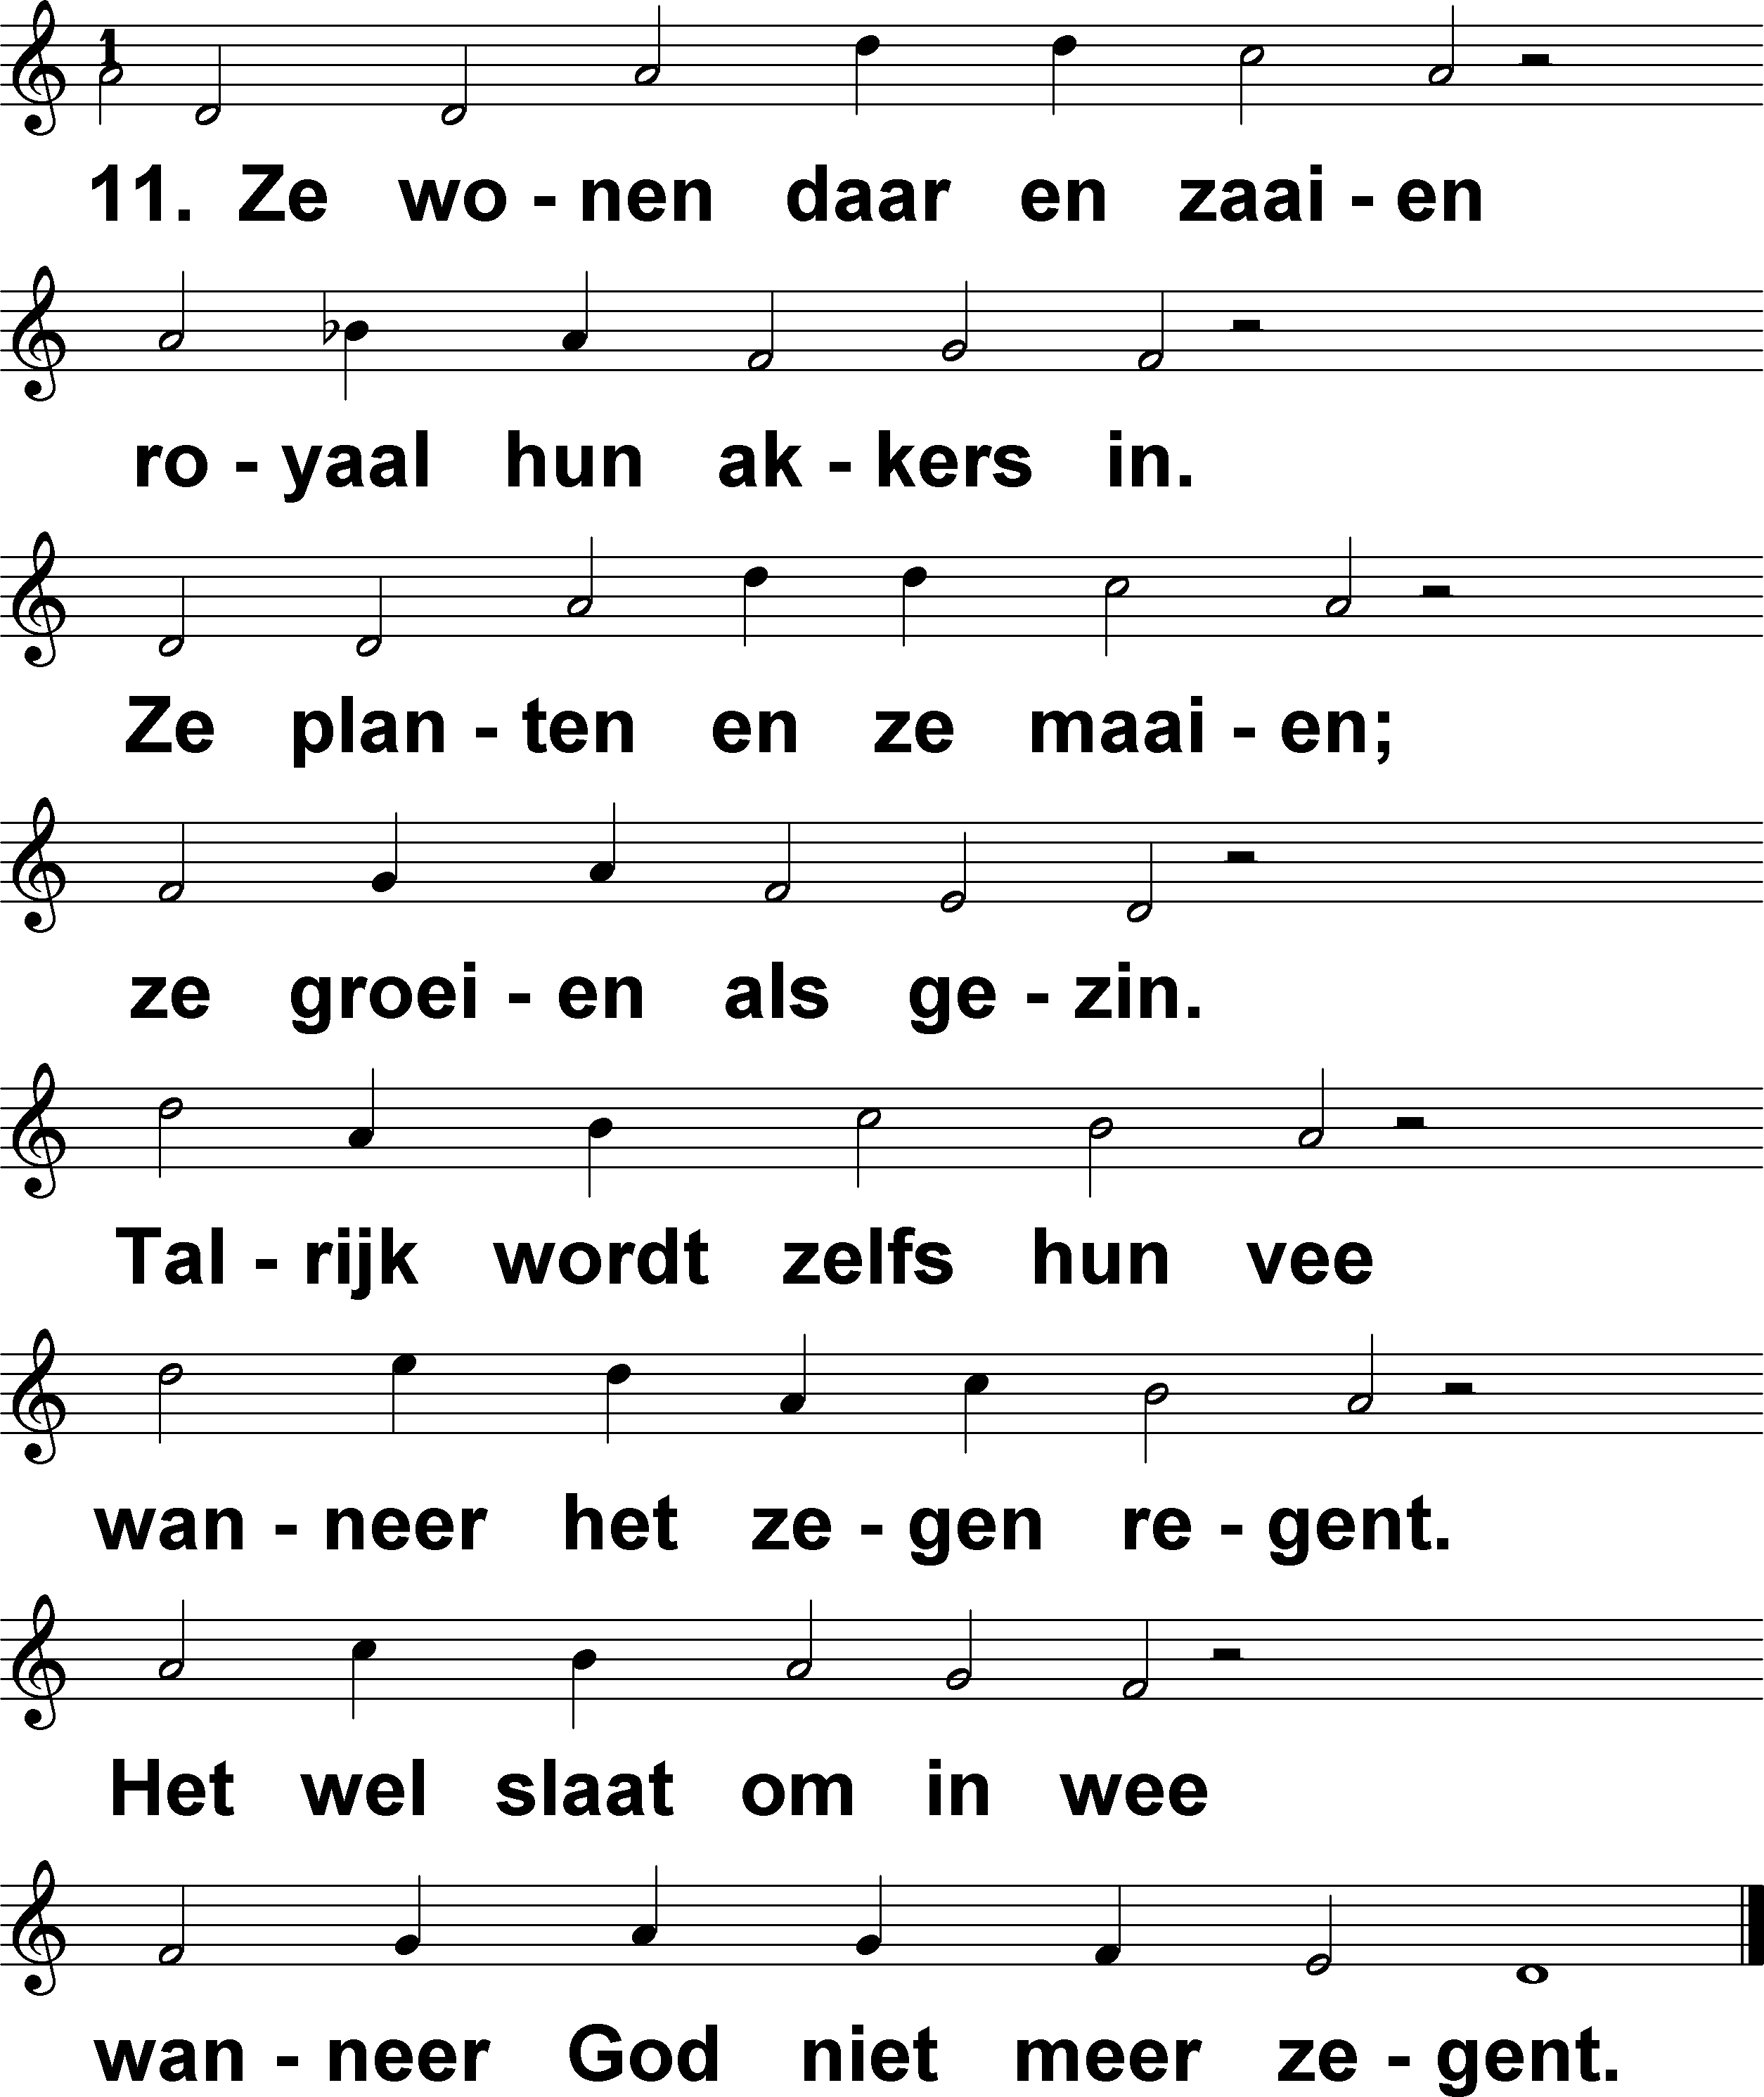 1
11. Ze wo - nen daar en zaai - en
ro - yaal hun ak - kers in.
Ze plan - ten en ze maai - en;
ze groei - en als ge - zin.
Tal - rijk wordt zelfs hun vee
wan - neer het ze - gen re - gent.
Het wel slaat om in wee
wan - neer God niet meer ze - gent.